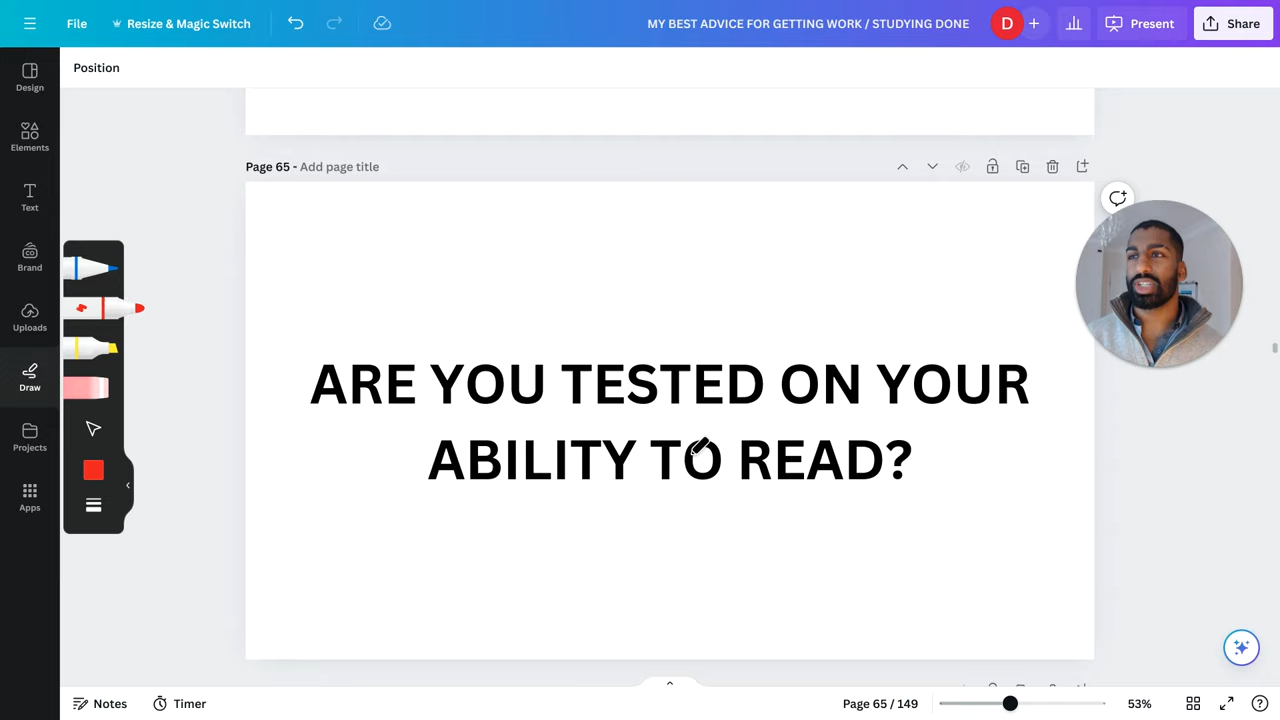 File
Resize & Magic Switch
MY BEST ADVICE FOR GETTING WORK / STUDYING DONE
D
Present
Share
Position
Design
Elements
Text
Brand
Uploads
Draw
Projects
Apps
Page 65 - Add page title
ARE YOU TESTED ON YOUR
ABILITY TO READ?
Notes
Timer
Page 65 / 149
53%